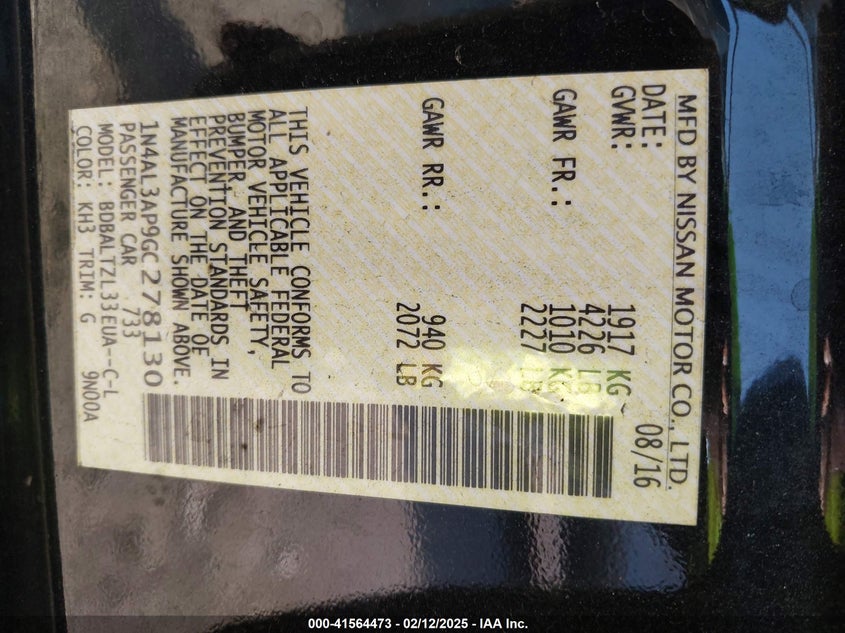 MFD BY NISSAN MOTOR CO., LTD.
DATE: 08/16
GVWR: 1917 KG
4226 LB
GAWR FR.: 1010 KG
2227 LB
GAWR RR.: 940 KG
2072 LB
THIS VEHICLE CONFORMS TO
ALL APPLICABLE FEDERAL
MOTOR VEHICLE SAFETY,
BUMPER AND THEFT
PREVENTION STANDARDS IN
EFFECT ON THE DATE OF
MANUFACTURE SHOWN ABOVE.
1N4AL3AP9GC278130
PASSENGER CAR 733
MODEL: BDBALTZL33EUA--C-L
COLOR: KH3 TRIM: G 9N00A
000-41564473 - 02/12/2025 - IAA Inc.